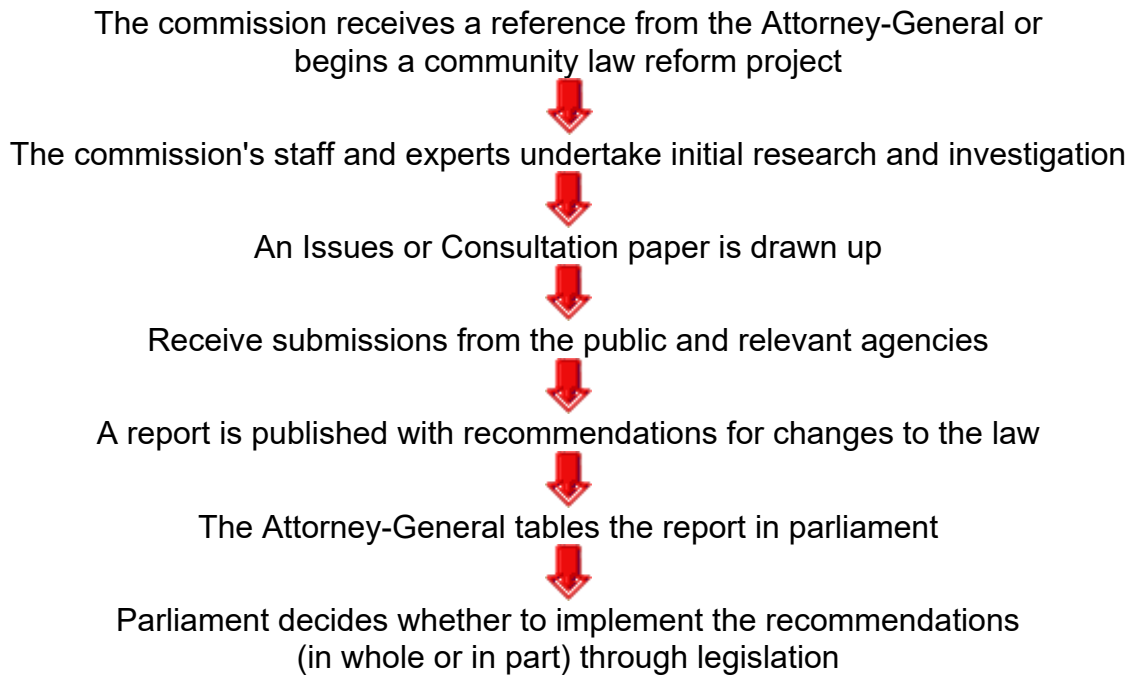 The commission receives a reference from the Attorney-General or
begins a community law reform project
The commission's staff and experts undertake initial research and investigation
An Issues or Consultation paper is drawn up
Receive submissions from the public and relevant agencies
A report is published with recommendations for changes to the law
The Attorney-General tables the report in parliament
Parliament decides whether to implement the recommendations
(in whole or in part) through legislation